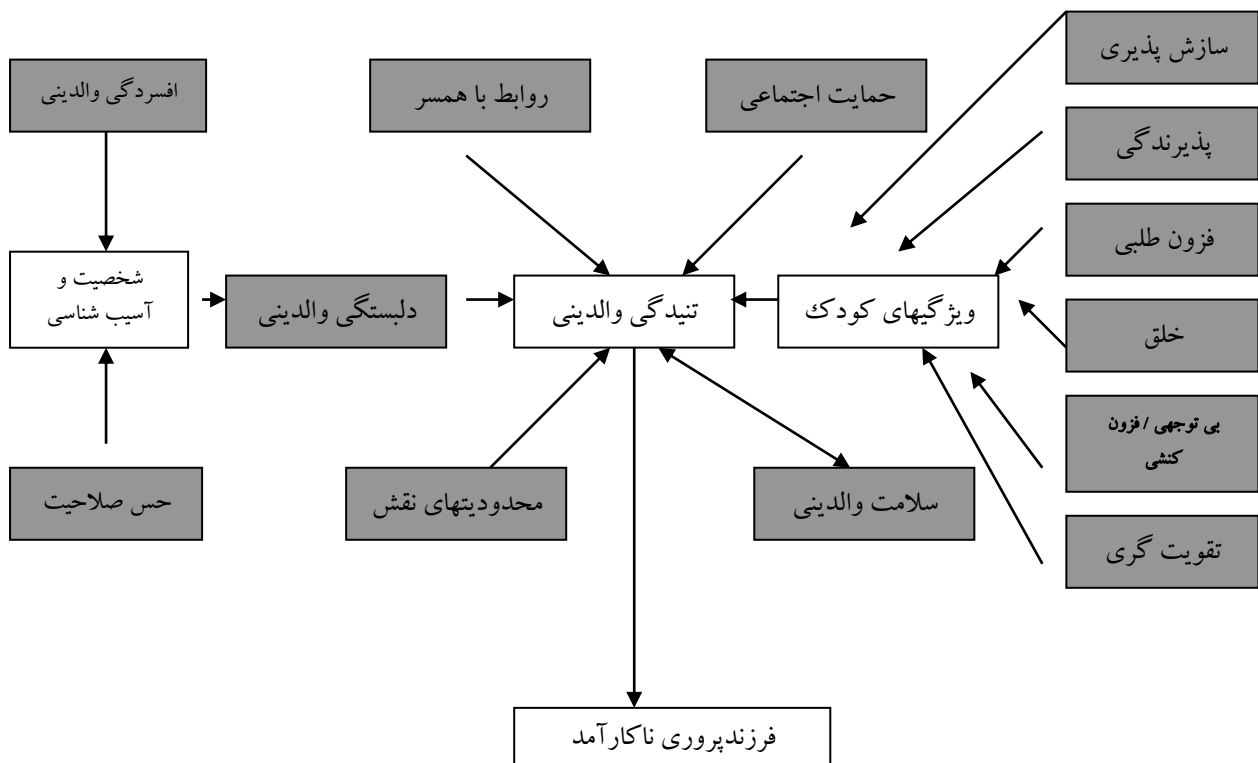 سازش پذیری
افسردگی والدینی
روابط با همسر
حمایت اجتماعی
پذیرندگی
فزون طلبی
شخصیت و
آسیب شناسی
دلبستگی والدینی
تنیدگی والدینی
ویژگیهای کودك
خلق
بی توجهی / فزون
کنشی
حس صلاحیت
محدودیتهای نقش
سلامت والدینی
تقویت گری
فرزندپروری ناکارآمد